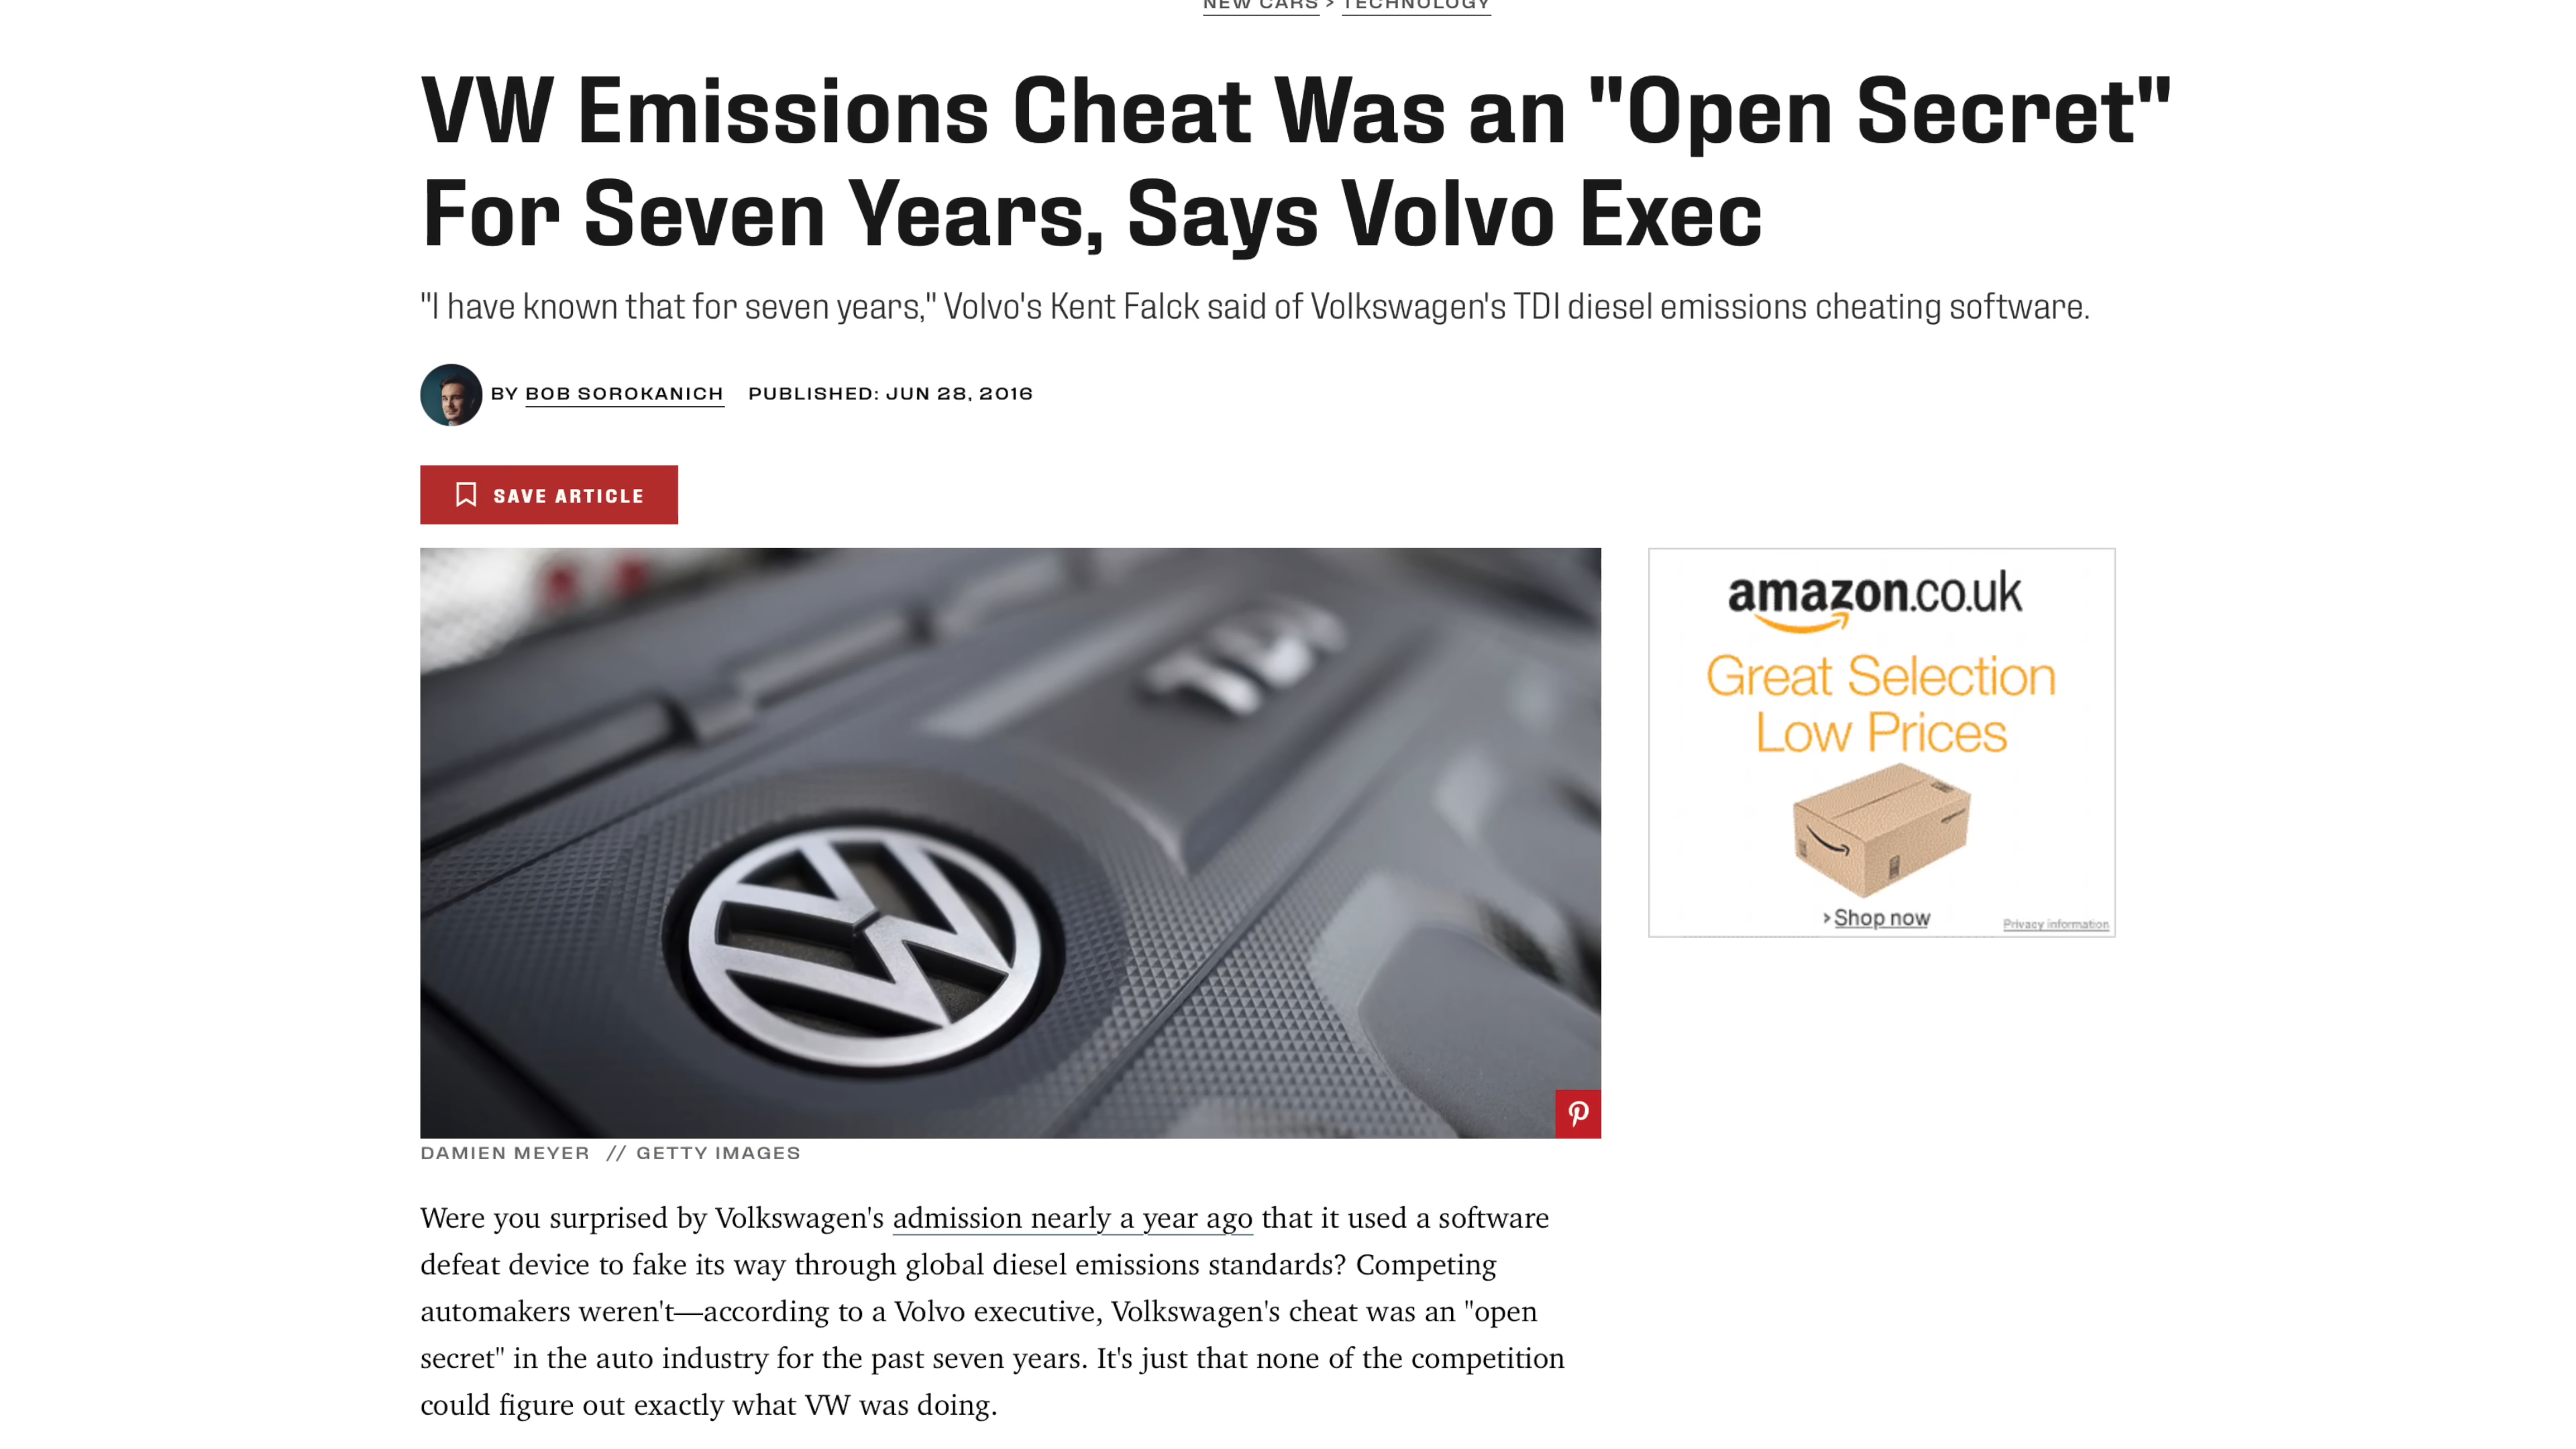 NEW CARS > TECHNOLOGY
VW Emissions Cheat Was an "Open Secret"
For Seven Years, Says Volvo Exec
"I have known that for seven years," Volvo's Kent Falck said of Volkswagen's TDI diesel emissions cheating software.
BY BOB SOROKANICH PUBLISHED: JUN 28, 2016
SAVE ARTICLE
TDI
VW
amazon.co.uk
Great Selection
Low Prices
> Shop now
Privacy information
DAMIEN MEYER // GETTY IMAGES
Were you surprised by Volkswagen's admission nearly a year ago that it used a software
defeat device to fake its way through global diesel emissions standards? Competing
automakers weren't—according to a Volvo executive, Volkswagen's cheat was an "open
secret" in the auto industry for the past seven years. It's just that none of the competition
could figure out exactly what VW was doing.